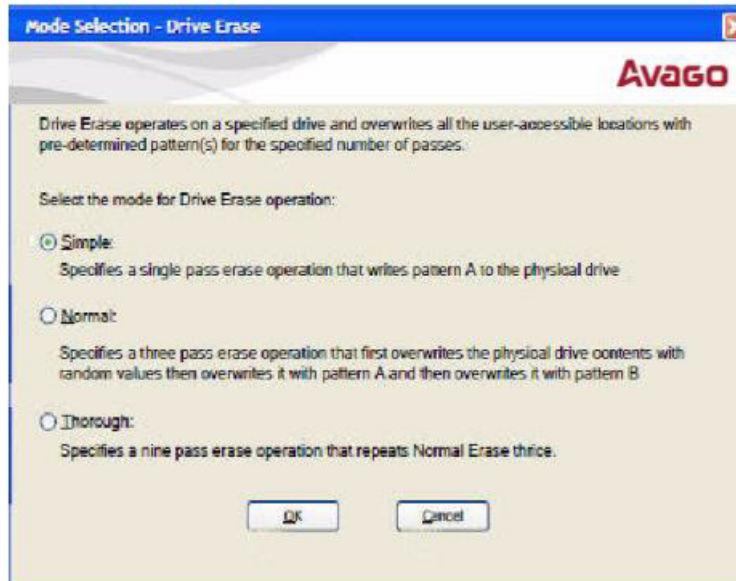 Mode Selection - Drive Erase
AVAGO
Drive Erase operates on a specified drive and overwrites all the user-accessible locations with
pre-determined pattern(s) for the specified number of passes.
Select the mode for Drive Erase operation:
Simple:
Specifies a single pass erase operation that writes pattern A to the physical drive
Normal:
Specifies a three pass erase operation that first overwrites the physical drive contents with
random values then overwrites it with pattern A and then overwrites it with pattern B
Thorough:
Specifies a nine pass erase operation that repeats Normal Erase thrice.
OK
Cancel